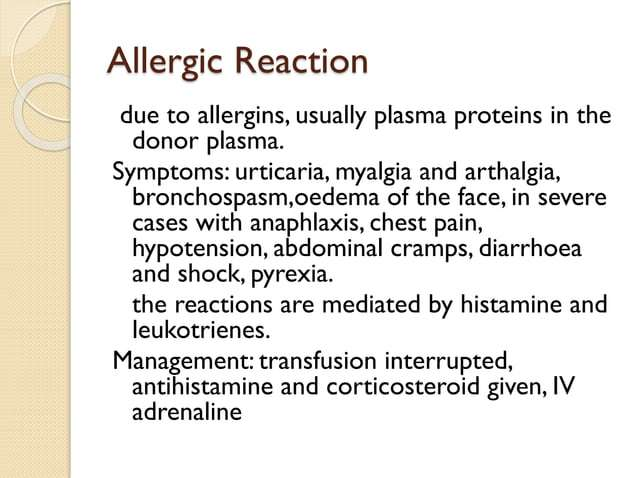 Allergic Reaction
due to allergins, usually plasma proteins in the
donor plasma.
Symptoms: urticaria, myalgia and arthalgia,
bronchospasm,oedema of the face, in severe
cases with anaphlaxis, chest pain,
hypotension, abdominal cramps, diarrhoea
and shock, pyrexia.
the reactions are mediated by histamine and
leukotrienes.
Management: transfusion interrupted,
antihistamine and corticosteroid given, IV
adrenaline